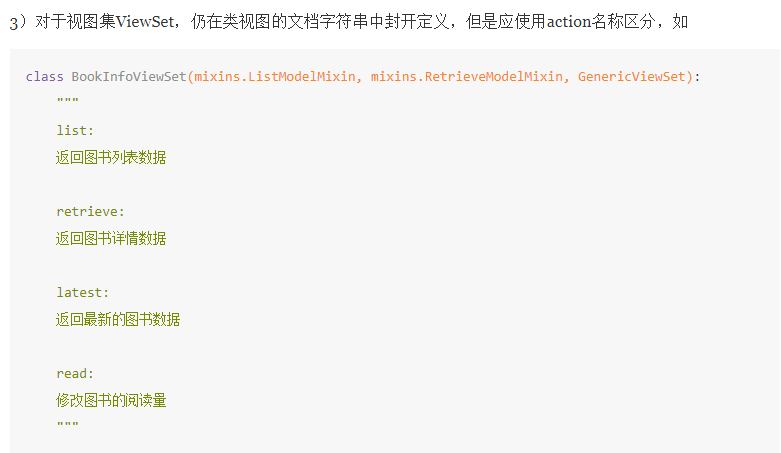 3）对于视图集ViewSet，仍在类视图的文档字符串中封开定义，但是应使用action名称区分，如
class BookInfoViewSet(mixins.ListModelMixin, mixins.RetrieveModelMixin, GenericViewSet):
"""
list:
返回图书列表数据
retrieve:
返回图书详情数据
latest:
返回最新的图书数据
read:
修改图书的阅读量
"""